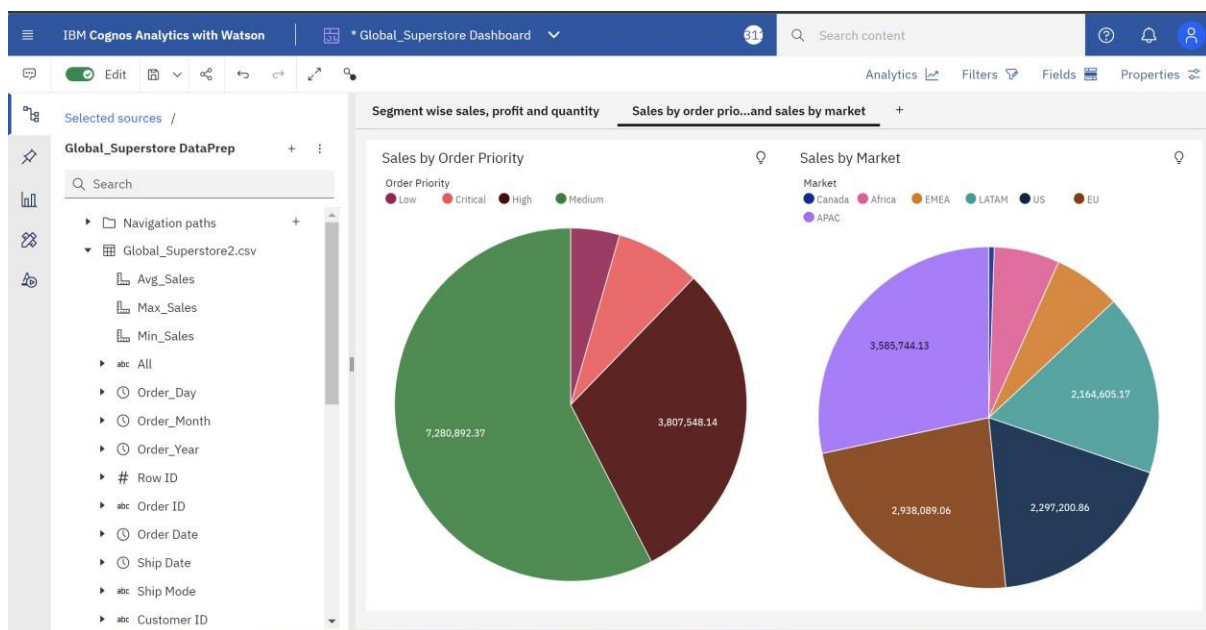 IBM Cognos Analytics with Watson
* Global_Superstore Dashboard
Search content
Edit
Analytics
Filters
Fields
Properties
Selected sources /
Global_Superstore DataPrep
Search
Navigation paths
Global_Superstore2.csv
Avg_Sales
Max_Sales
Min_Sales
abc All
Order_Day
Order_Month
Order_Year
# Row ID
abc Order ID
Order Date
Ship Date
abc Ship Mode
abc Customer ID
Segment wise sales, profit and quantity
Sales by order prio...and sales by market
Sales by Order Priority
Order Priority
Low Critical High Medium
7,280,892.37
3,807,548.14
Sales by Market
Market
Canada Africa EMEA LATAM US EU
APAC
3,585,744.13
2,164,605.17
2,938,089.06
2,297,200.86